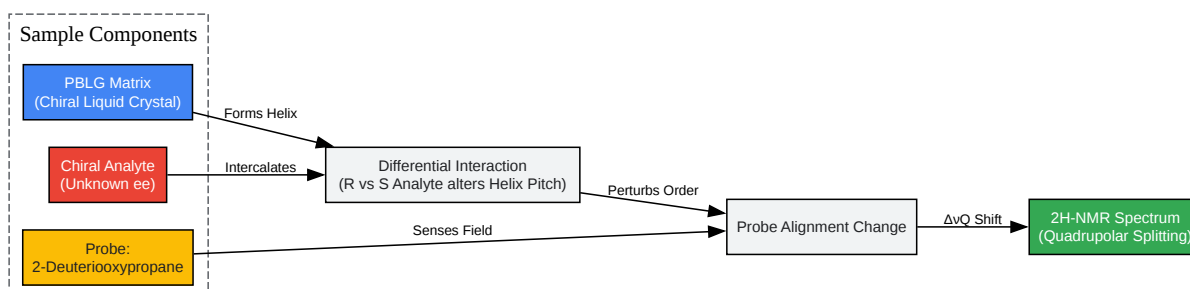 Sample Components
PBLG Matrix
(Chiral Liquid Crystal)
Forms Helix
Chiral Analyte
(Unknown ee)
Intercalates
Differential Interaction
(R vs S Analyte alters Helix Pitch)
Perturbs Order
Probe:
2-Deuteriooxypropane
Senses Field
Probe Alignment Change
ΔνQ Shift
2H-NMR Spectrum
(Quadrupolar Splitting)